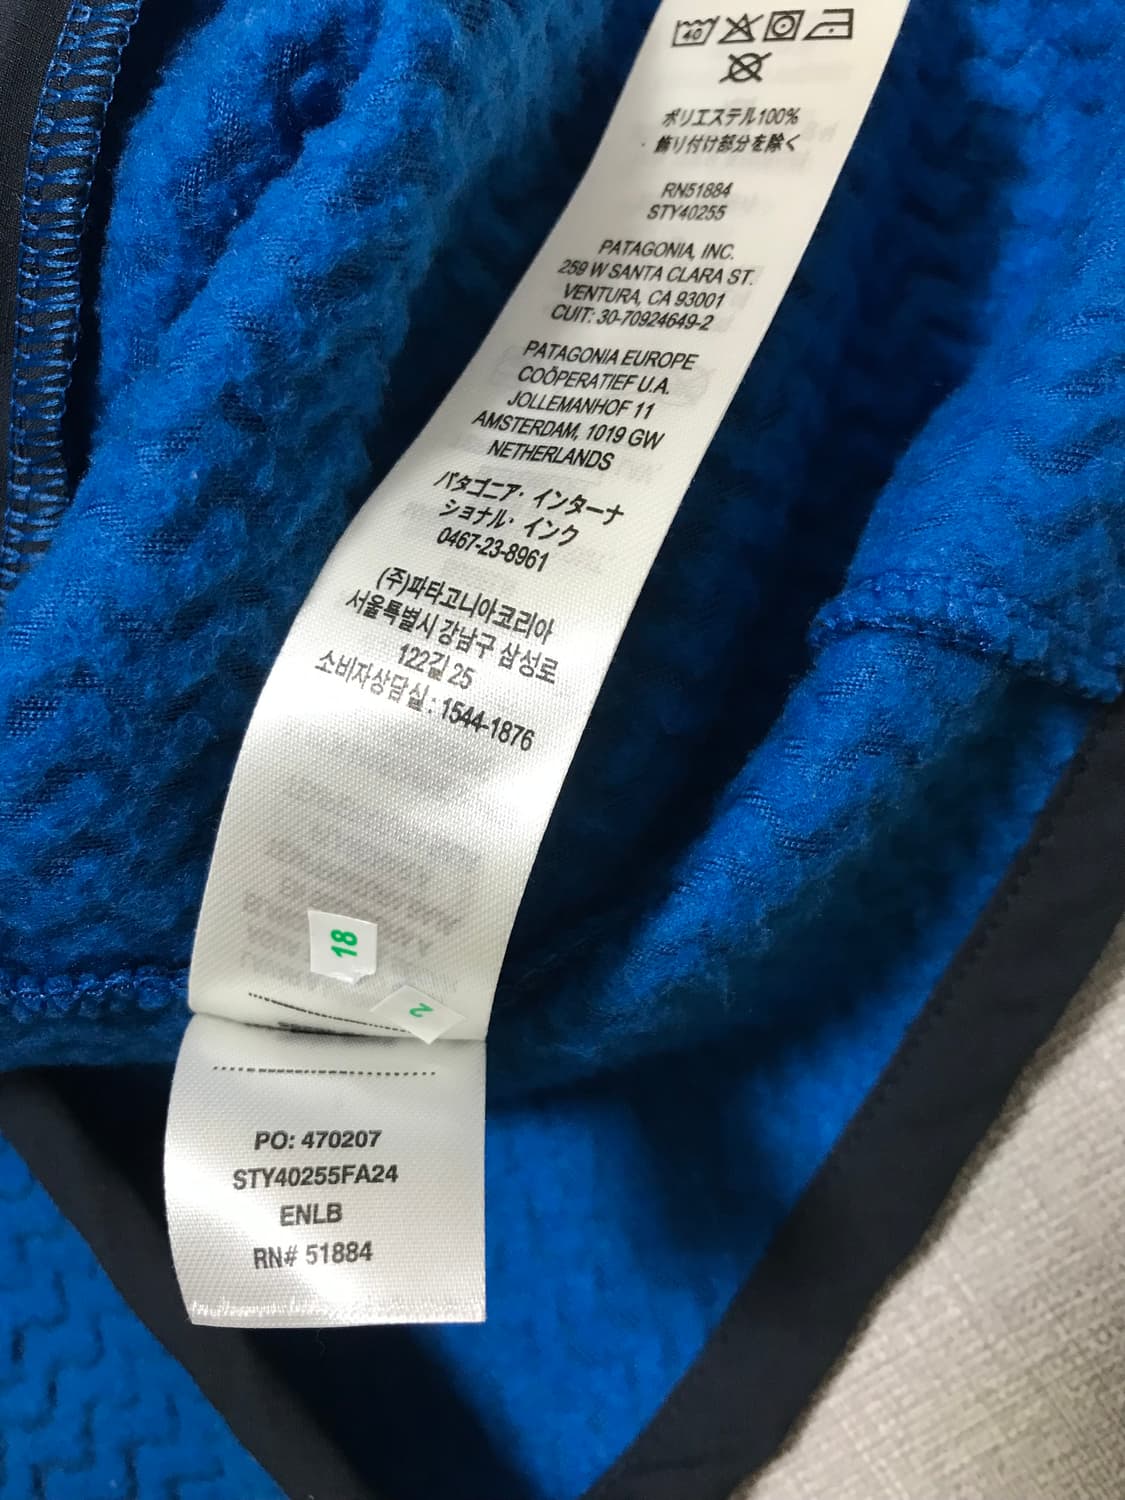 40
ポリエステル100%
飾り付け部分を除く
RN51884
STY40255
PATAGONIA, INC.
259 W SANTA CLARA ST.
VENTURA, CA 93001
CUIT: 30-70924649-2
PATAGONIA EUROPE
COÖPERATIEF U.A.
JOLLEMANHOF 11
AMSTERDAM, 1019 GW
NETHERLANDS
パタゴニア・インターナ
ショナル・インク
0467-23-8961
(주)파타고니아코리아
서울특별시 강남구 삼성로
122길 25
소비자상담실 : 1544-1876
18
2
PO: 470207
STY40255FA24
ENLB
RN# 51884